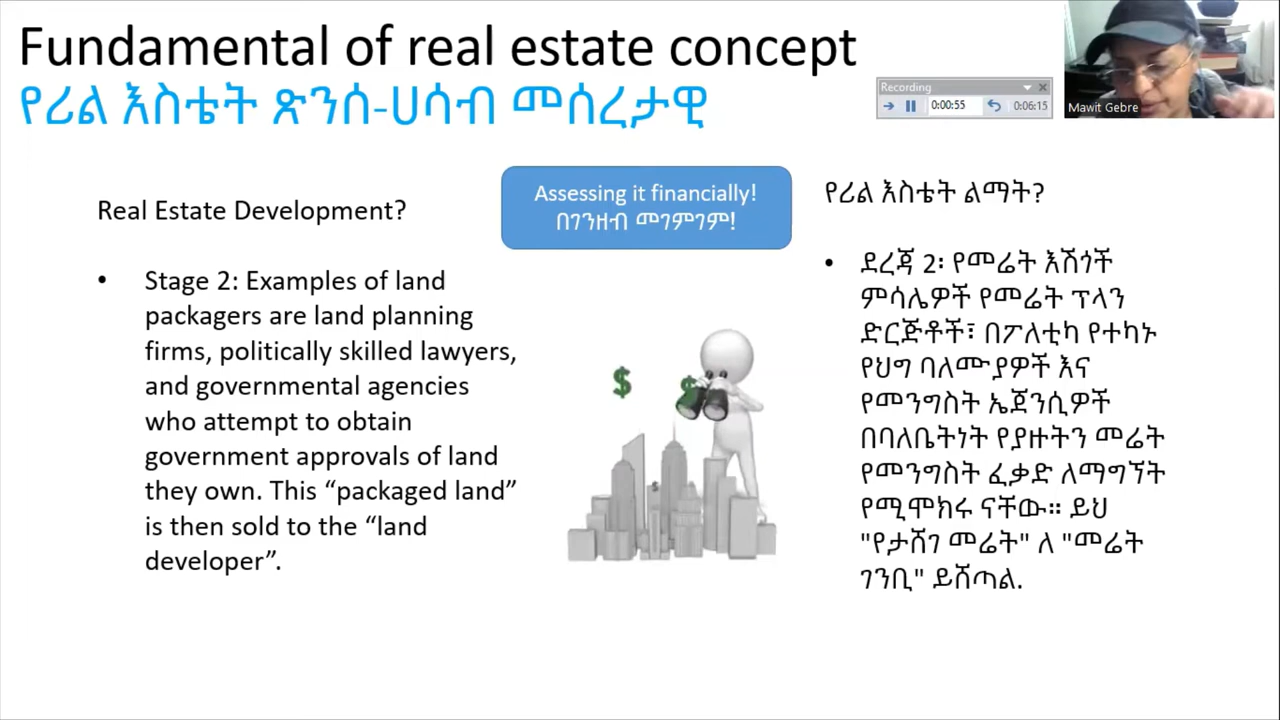 Fundamental of real estate concept
የሪል እስቴት ጽንሰ-ሀሳብ መሰረታዊ
Recording
0:00:55
0:06:15
Mawit Gebre
Assessing it financially!
በገንዘብ መገምገም!
Real Estate Development?
• Stage 2: Examples of land
packagers are land planning
firms, politically skilled lawyers,
and governmental agencies
who attempt to obtain
government approvals of land
they own. This “packaged land”
is then sold to the “land
developer”.
$
$
$
የሪል እስቴት ልማት?
• ደረጃ 2፡ የመሬት እሽጎች
ምሳሌዎች የመሬት ፕላን
ድርጅቶች፣ በፖለቲካ የተካኑ
የህግ ባለሙያዎች እና
የመንግስት ኤጀንሲዎች
በባለቤትነት የያዙትን መሬት
የመንግስት ፈቃድ ለማግኘት
የሚሞክሩ ናቸው። ይህ
"የታሸገ መሬት" ለ "መሬት
ገንቢ" ይሸጣል.